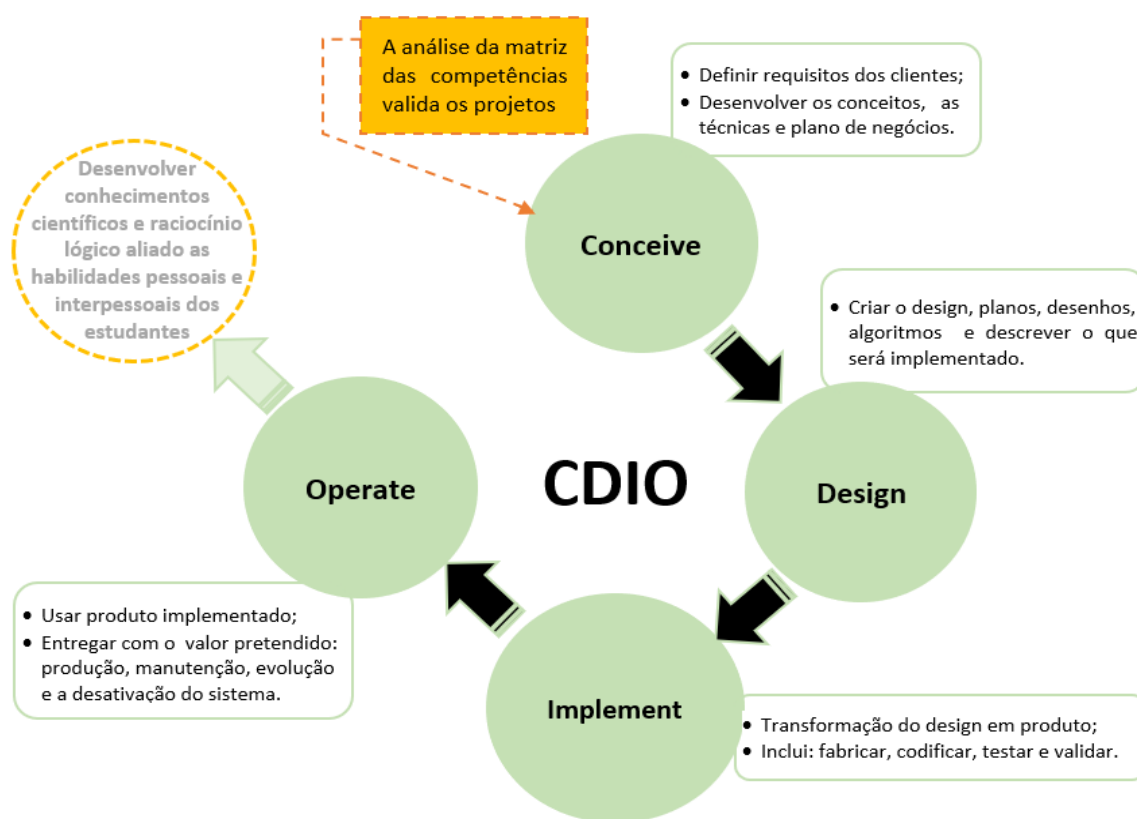 A análise da matriz
das competências
valida os projetos
• Definir requisitos dos clientes;
• Desenvolver os conceitos, as
técnicas e plano de negócios.
Desenvolver
conhecimentos
científicos e raciocínio
lógico aliado as
habilidades pessoais e
interpessoais dos
estudantes
Conceive
• Criar o design, planos, desenhos,
algoritmos e descrever o que
será implementado.
Operate
CDIO
Design
• Usar produto implementado;
• Entregar com o valor pretendido:
produção, manutenção, evolução
e a desativação do sistema.
Implement
• Transformação do design em produto;
• Inclui: fabricar, codificar, testar e validar.